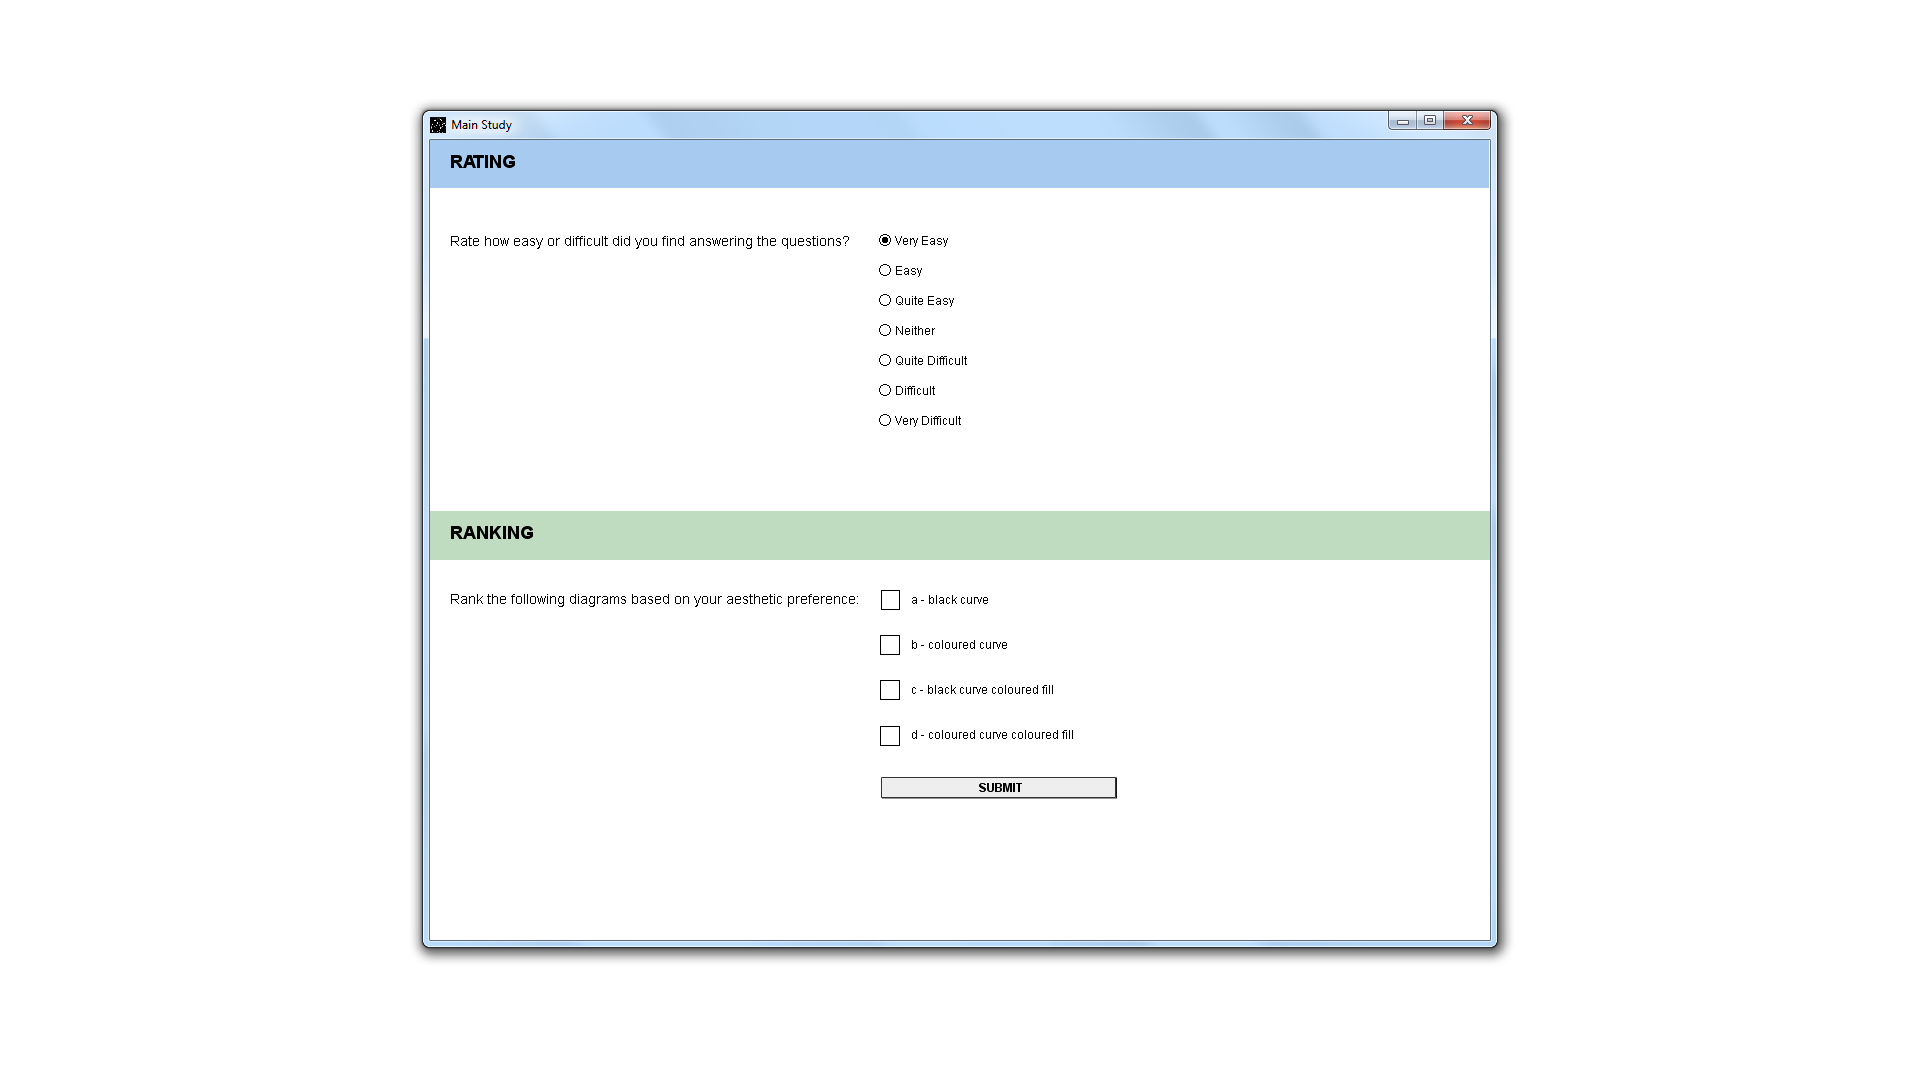 Main Study
RATING
Rate how easy or difficult did you find answering the questions?
Very Easy
Easy
Quite Easy
Neither
Quite Difficult
Difficult
Very Difficult
RANKING
Rank the following diagrams based on your aesthetic preference:
a - black curve
b - coloured curve
c - black curve coloured fill
d - coloured curve coloured fill
SUBMIT